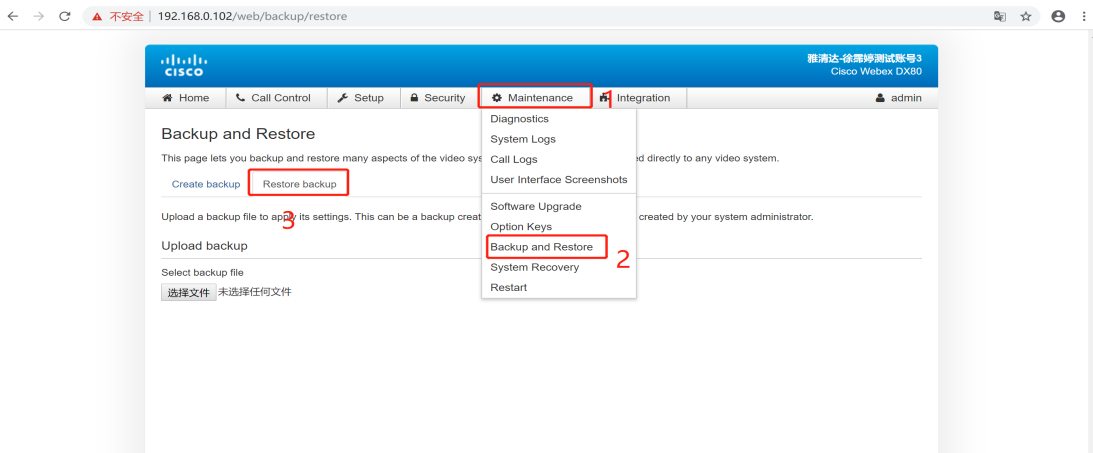 不安全 | 192.168.0.102/web/backup/restore
CISCO
雅清达-徐霈婷测试账号3
Cisco Webex DX80
Home Call Control Setup Security Maintenance 1 Integration admin
Diagnostics
System Logs
Call Logs
User Interface Screenshots
Software Upgrade
Option Keys
Backup and Restore
2
System Recovery
Restart
Backup and Restore
This page lets you backup and restore many aspects of the video sys
ed directly to any video system.
Create backup Restore backup
3
Upload a backup file to apply its settings. This can be a backup creat
created by your system administrator.
Upload backup
Select backup file
选择文件 未选择任何文件